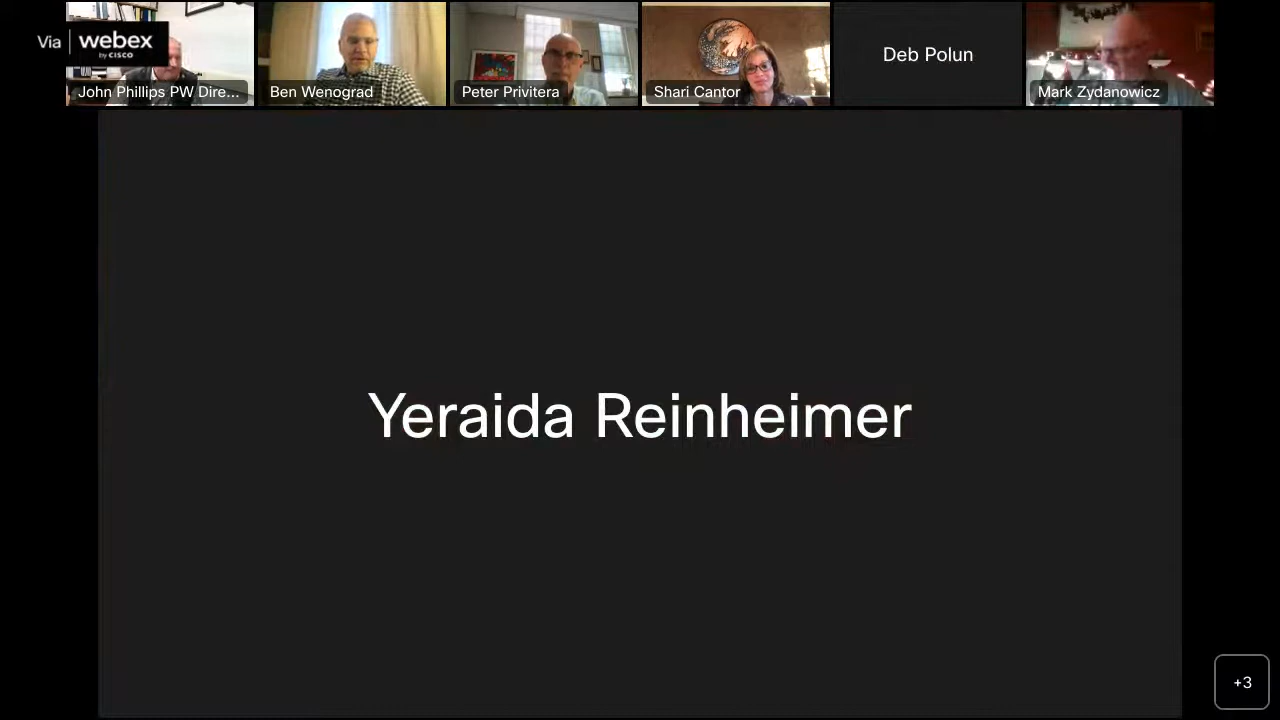 Via webex
by CISCO
John Phillips PW Dire...
Ben Wenograd
Peter Privitera
Shari Cantor
Deb Polun
Mark Zydanowicz
Yeraida Reinheimer
+3